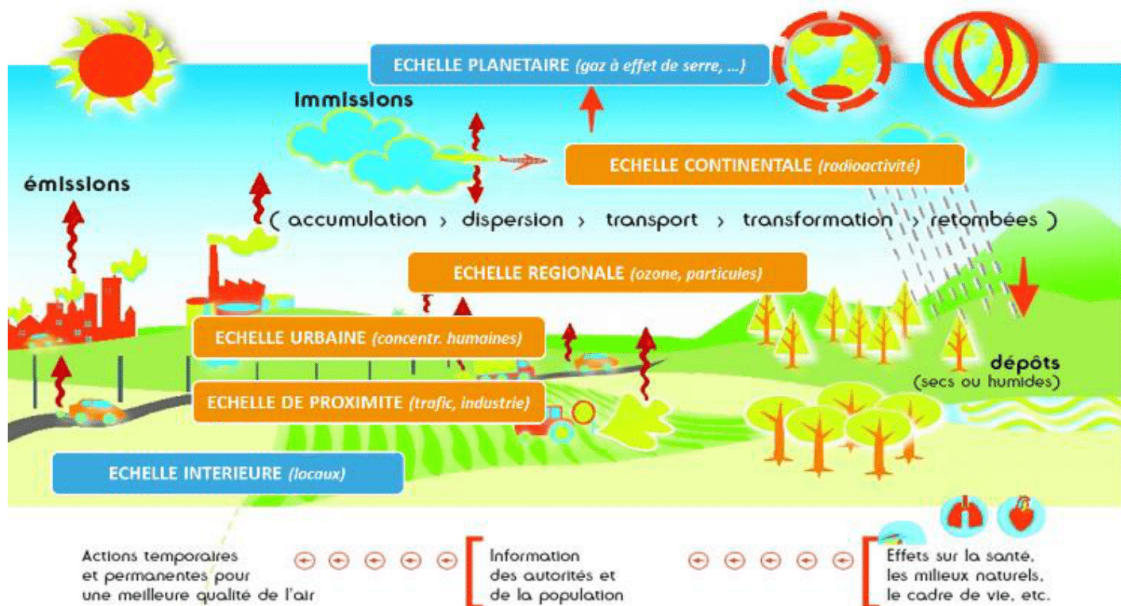 ECHELLE PLANETAIRE (gaz à effet de serre, ...)
immissions
ECHELLE CONTINENTALE (radioactivité)
émissions
( accumulation › dispersion › transport › transformation › retombées )
ECHELLE REGIONALE (ozone, particules)
ECHELLE URBAINE (concentr. humaines)
dépôts
(secs ou humides)
ECHELLE DE PROXIMITE (trafic, industrie)
ECHELLE INTERIEURE (locaux)
Actions temporaires
et permanentes pour
une meilleure qualité de l'air
Information
des autorités et
de la population
Effets sur la santé,
les milieux naturels,
le cadre de vie, etc.